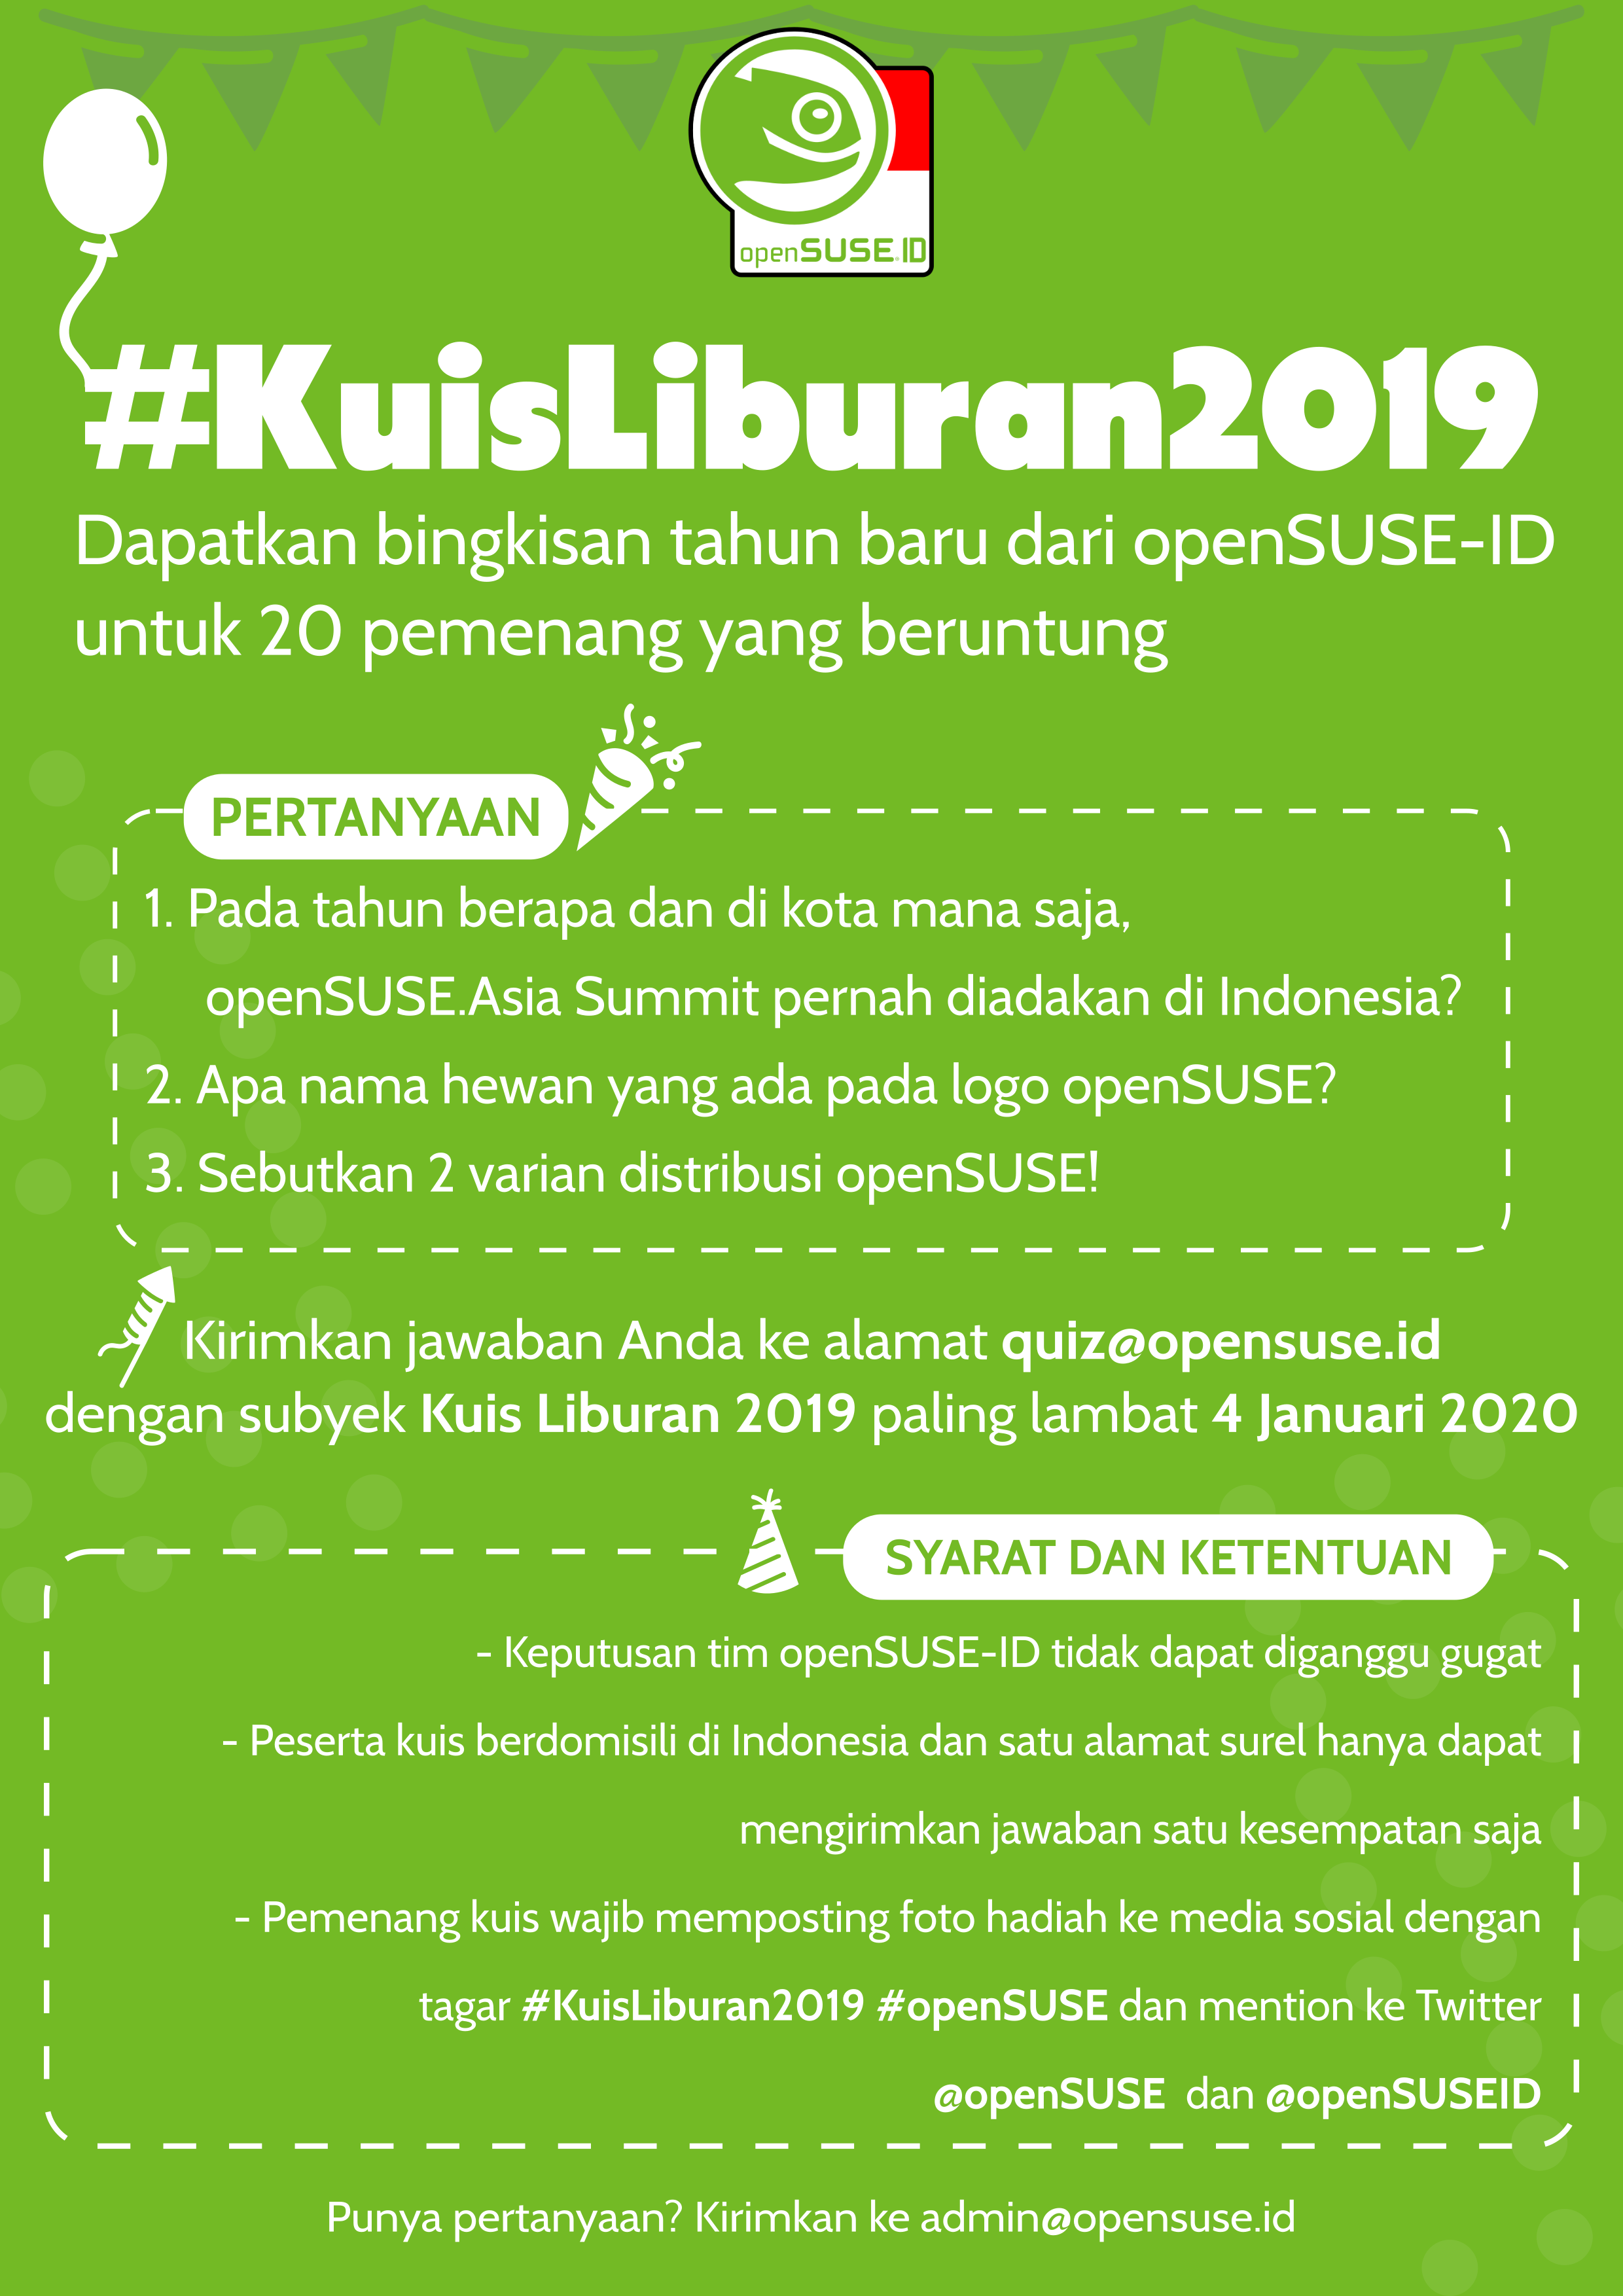 openSUSE.ID
#KuisLiburan2019
Dapatkan bingkisan tahun baru dari openSUSE-ID
untuk 20 pemenang yang beruntung
PERTANYAAN
1. Pada tahun berapa dan di kota mana saja,
openSUSE.Asia Summit pernah diadakan di Indonesia?
2. Apa nama hewan yang ada pada logo openSUSE?
3. Sebutkan 2 varian distribusi openSUSE!
Kirimkan jawaban Anda ke alamat quiz@opensuse.id
dengan subyek Kuis Liburan 2019 paling lambat 4 Januari 2020
SYARAT DAN KETENTUAN
- Keputusan tim openSUSE-ID tidak dapat diganggu gugat
- Peserta kuis berdomisili di Indonesia dan satu alamat surel hanya dapat
mengirimkan jawaban satu kesempatan saja
- Pemenang kuis wajib memposting foto hadiah ke media sosial dengan
tagar #KuisLiburan2019 #openSUSE dan mention ke Twitter
@openSUSE dan @openSUSEID
Punya pertanyaan? Kirimkan ke admin@opensuse.id